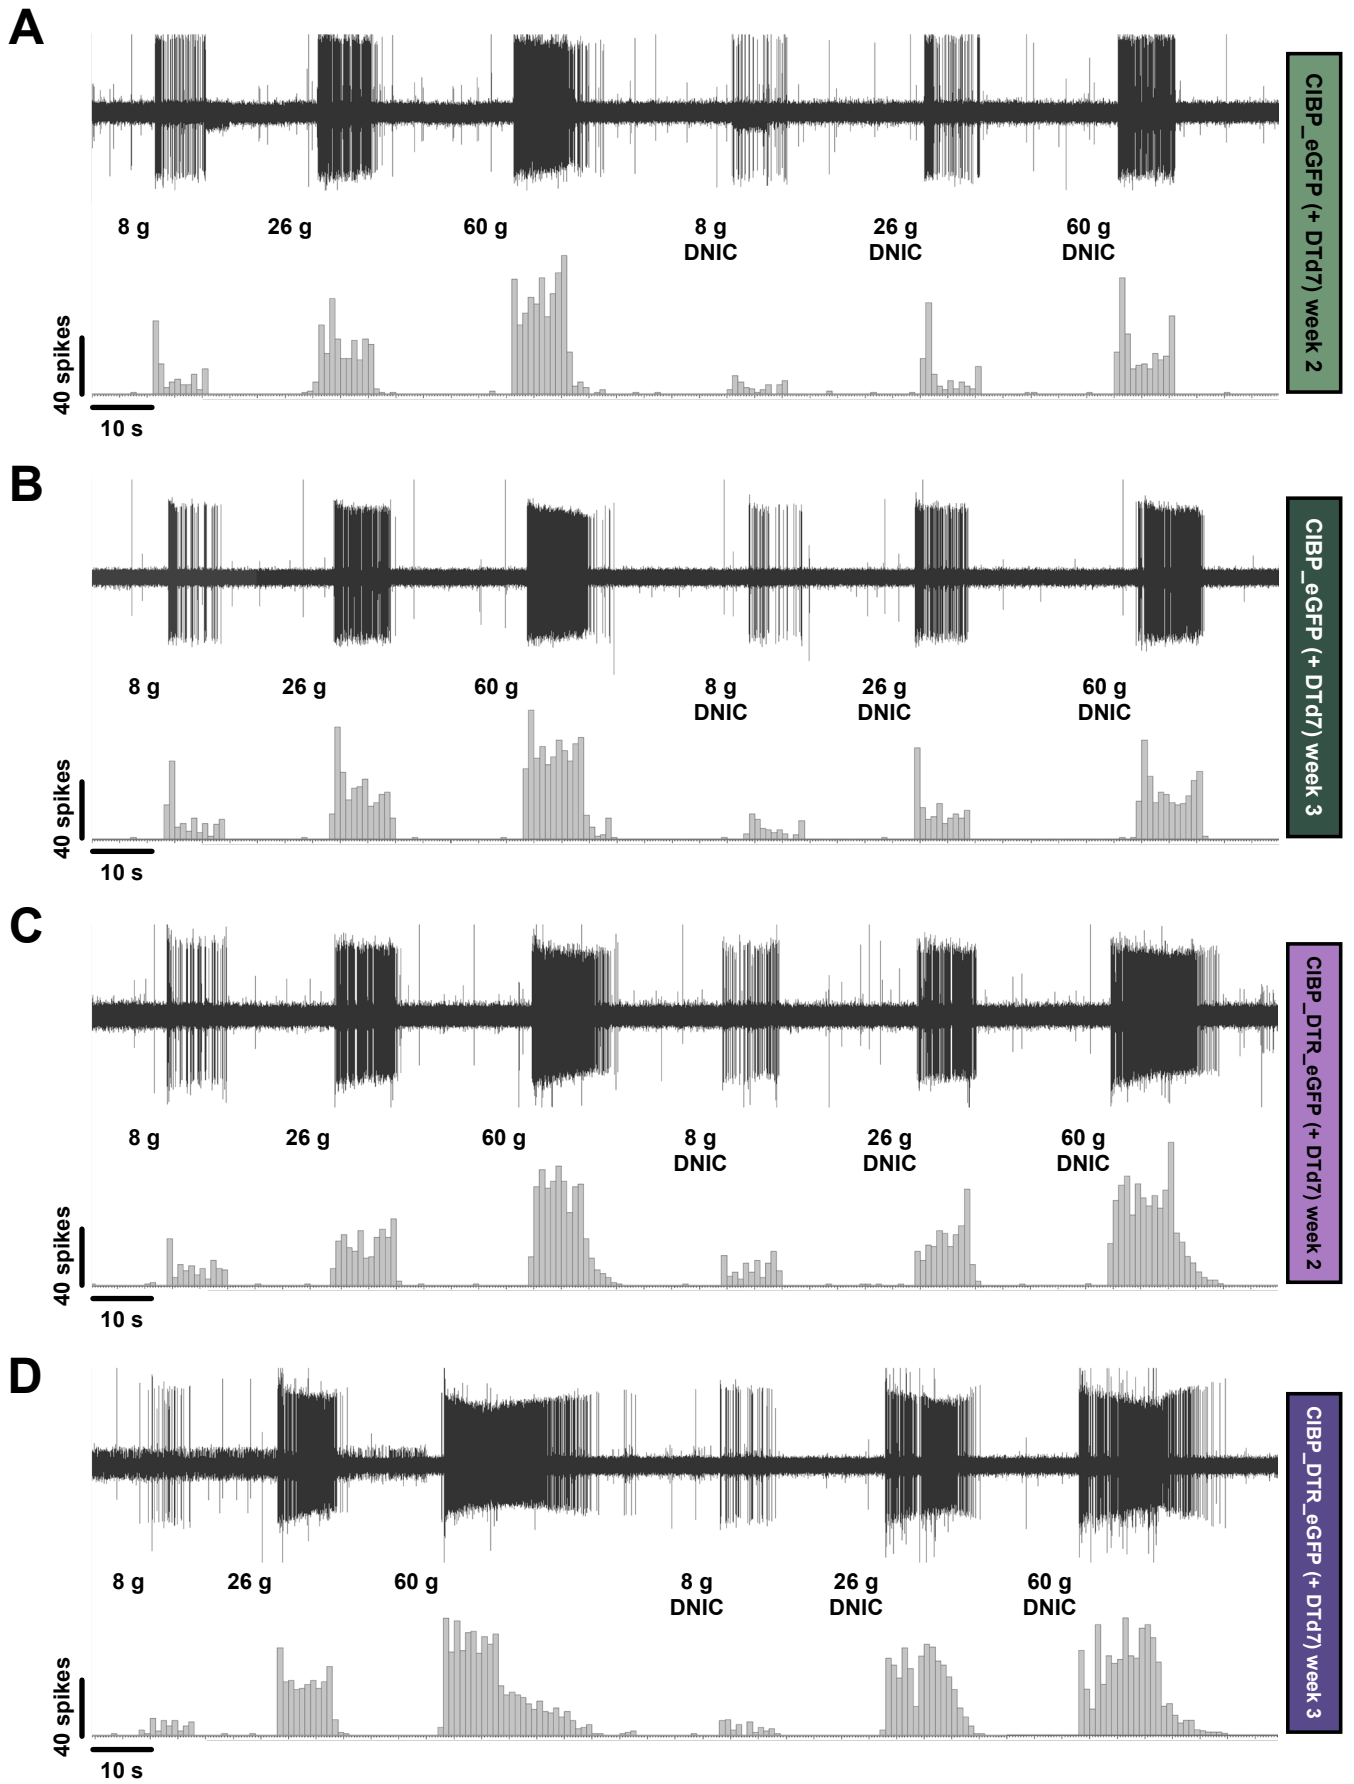 A
CIBP_eGFP (+ DTd7) week 2
8 g
26 g
60 g
8 g
DNIC
26 g
DNIC
60 g
DNIC
40 spikes
10 s
B
CIBP_eGFP (+ DTd7) week 3
8 g
26 g
60 g
8 g
DNIC
26 g
DNIC
60 g
DNIC
40 spikes
10 s
C
CIBP_DTR_eGFP (+ DTd7) week 2
8 g
26 g
60 g
8 g
DNIC
26 g
DNIC
60 g
DNIC
40 spikes
10 s
D
CIBP_DTR_eGFP (+ DTd7) week 3
8 g
26 g
60 g
8 g
DNIC
26 g
DNIC
60 g
DNIC
40 spikes
10 s